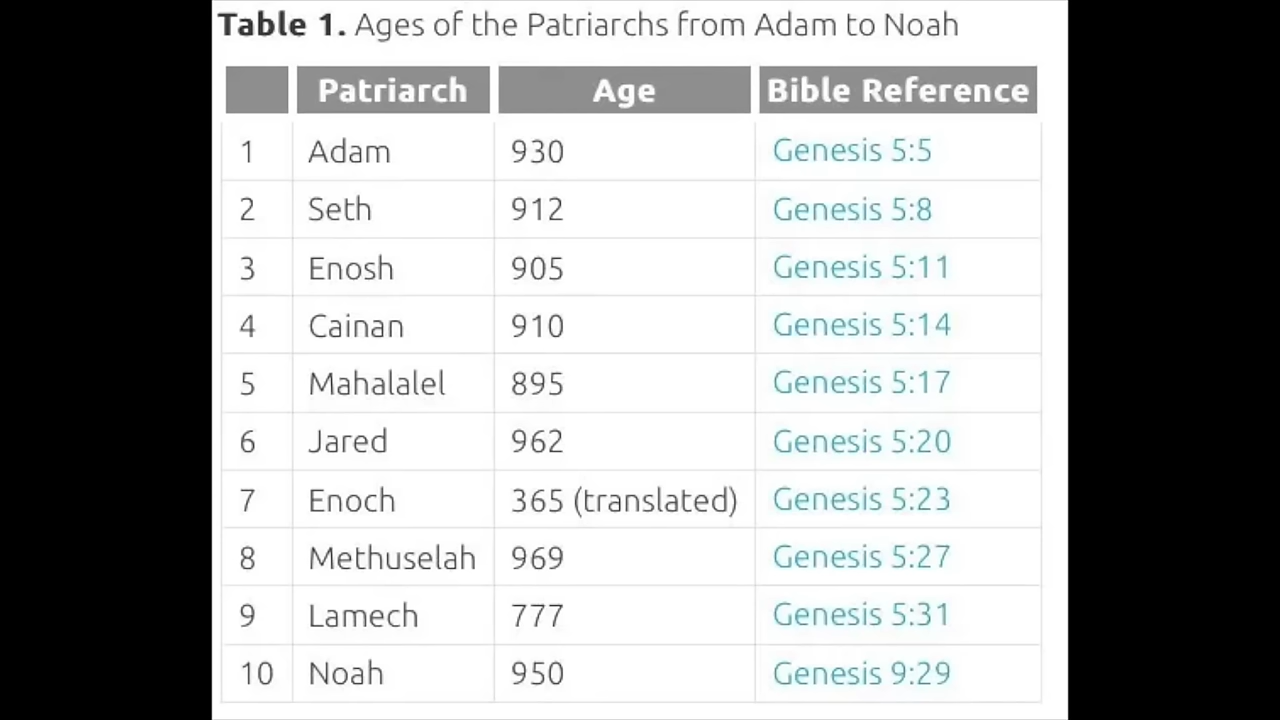 Table 1. Ages of the Patriarchs from Adam to Noah
Patriarch Age Bible Reference
1 Adam 930 Genesis 5:5
2 Seth 912 Genesis 5:8
3 Enosh 905 Genesis 5:11
4 Cainan 910 Genesis 5:14
5 Mahalalel 895 Genesis 5:17
6 Jared 962 Genesis 5:20
7 Enoch 365 (translated) Genesis 5:23
8 Methuselah 969 Genesis 5:27
9 Lamech 777 Genesis 5:31
10 Noah 950 Genesis 9:29